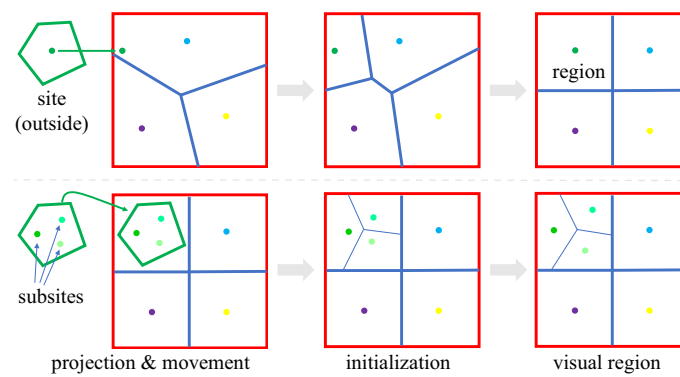 site
(outside)
region
subsites
projection & movement
initialization
visual region